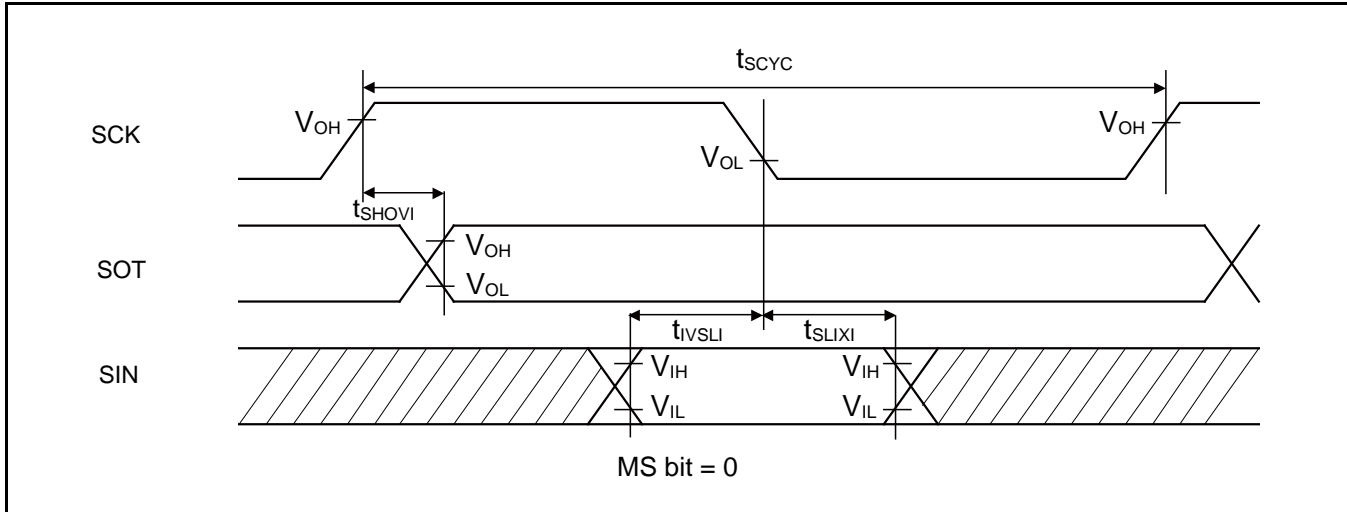 tSCYC
SCK
VOH
VOL
VOH
tSHOVI
SOT
VOH
VOL
tIVSLI
tSLIXI
SIN
VIH
VIH
VIL
VIL
MS bit = 0